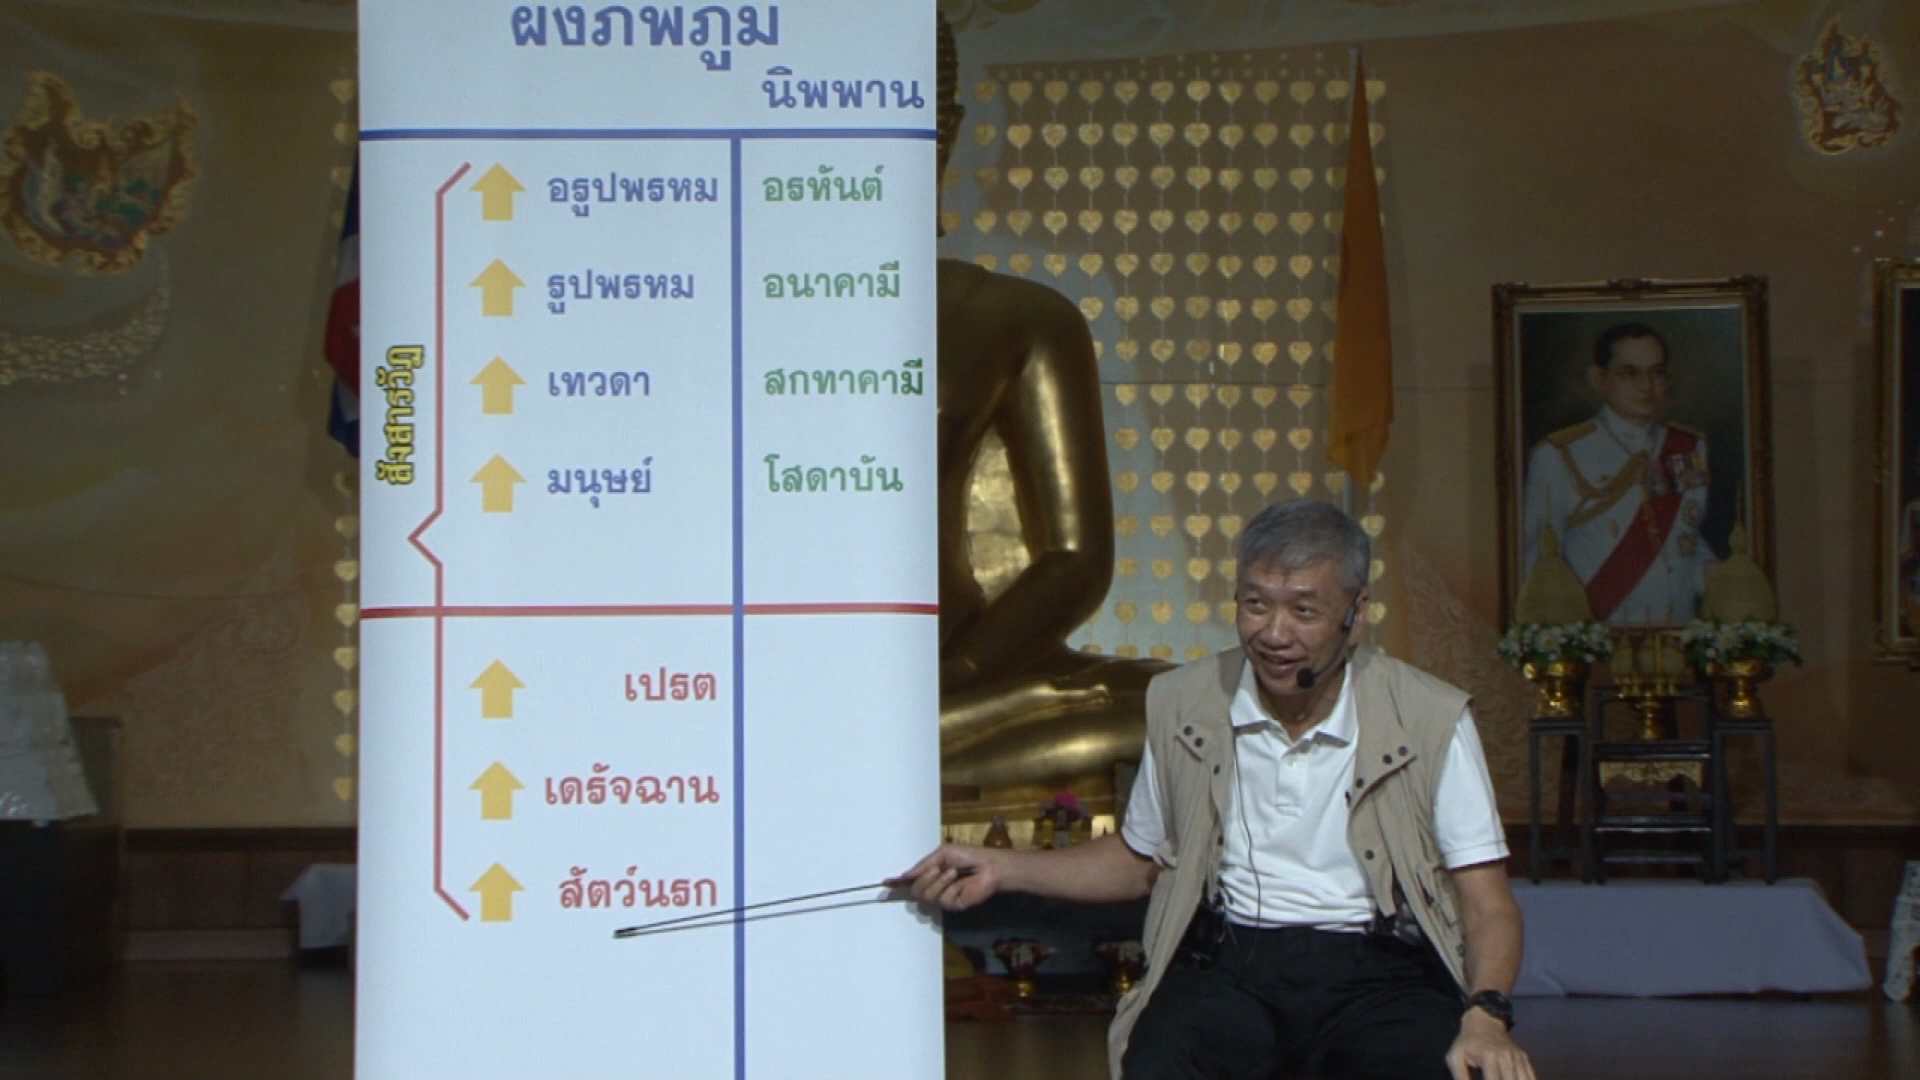 ผังภพภูมิ
นิพพาน
อรูปพรหม อรหันต์
รูปพรหม อนาคามี
เทวดา สกทาคามี
มนุษย์ โสดาบัน
สังสารวัฏ
เปรต
เดรัจฉาน
สัตว์นรก